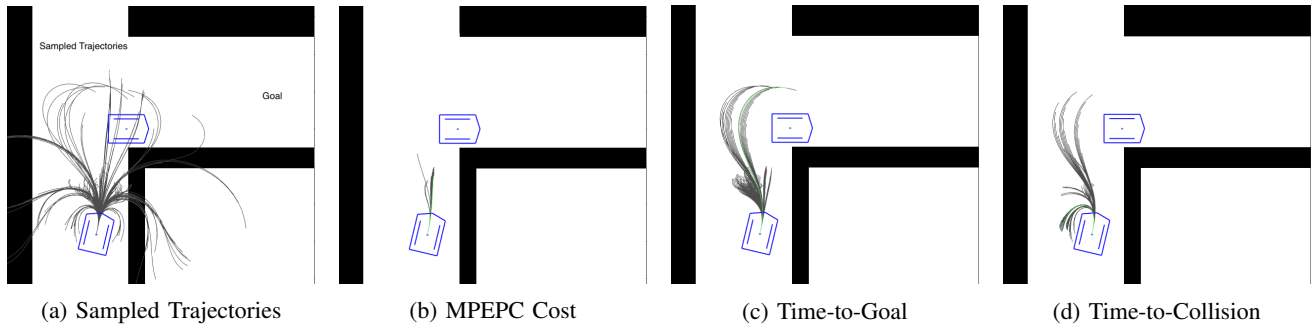 Sampled Trajectories
Goal
(a) Sampled Trajectories
(b) MPEPC Cost
(c) Time-to-Goal
(d) Time-to-Collision